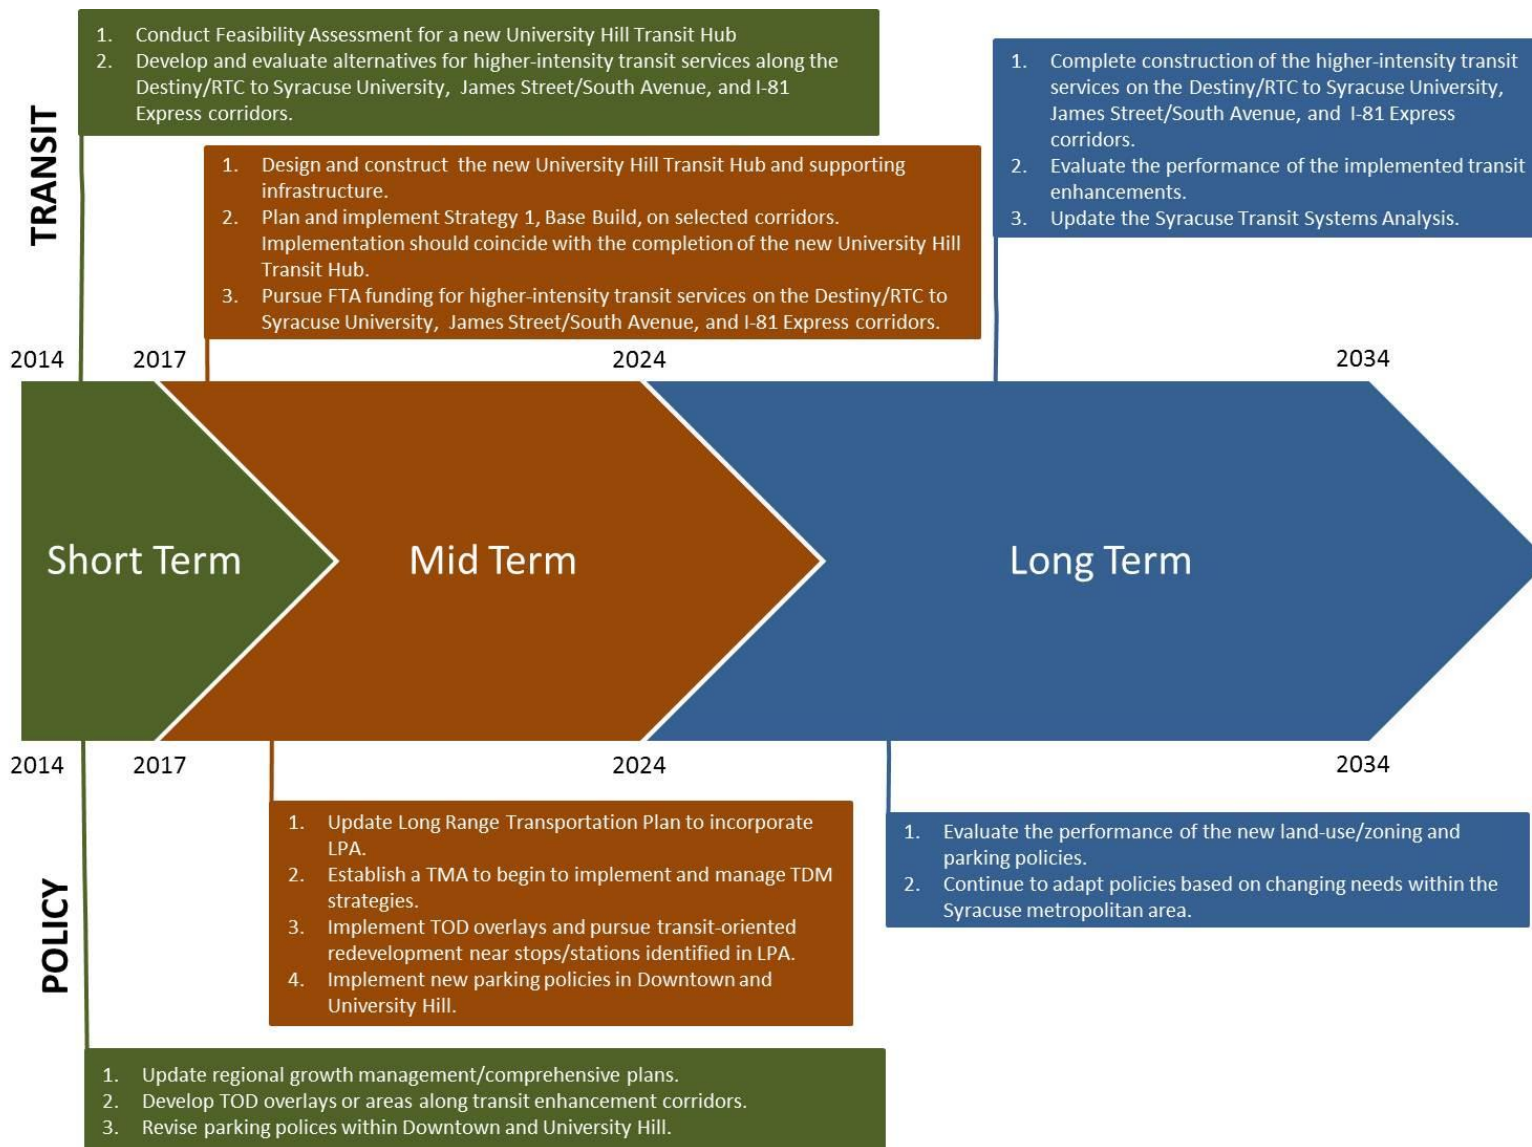 1. Conduct Feasibility Assessment for a new University Hill Transit Hub
2. Develop and evaluate alternatives for higher-intensity transit services along the
Destiny/RTC to Syracuse University, James Street/South Avenue, and I-81
Express corridors.
1. Complete construction of the higher-intensity transit
services on the Destiny/RTC to Syracuse University,
James Street/South Avenue, and I-81 Express
corridors.
2. Evaluate the performance of the implemented transit
enhancements.
3. Update the Syracuse Transit Systems Analysis.
TRANSIT
1. Design and construct the new University Hill Transit Hub and supporting
infrastructure.
2. Plan and implement Strategy 1, Base Build, on selected corridors.
Implementation should coincide with the completion of the new University Hill
Transit Hub.
3. Pursue FTA funding for higher-intensity transit services on the Destiny/RTC to
Syracuse University, James Street/South Avenue, and I-81 Express corridors.
2014 2017 2024 2034
Short Term Mid Term Long Term
2014 2017 2024 2034
POLICY
1. Update Long Range Transportation Plan to incorporate
LPA.
2. Establish a TMA to begin to implement and manage TDM
strategies.
3. Implement TOD overlays and pursue transit-oriented
redevelopment near stops/stations identified in LPA.
4. Implement new parking policies in Downtown and
University Hill.
1. Evaluate the performance of the new land-use/zoning and
parking policies.
2. Continue to adapt policies based on changing needs within the
Syracuse metropolitan area.
1. Update regional growth management/comprehensive plans.
2. Develop TOD overlays or areas along transit enhancement corridors.
3. Revise parking polices within Downtown and University Hill.